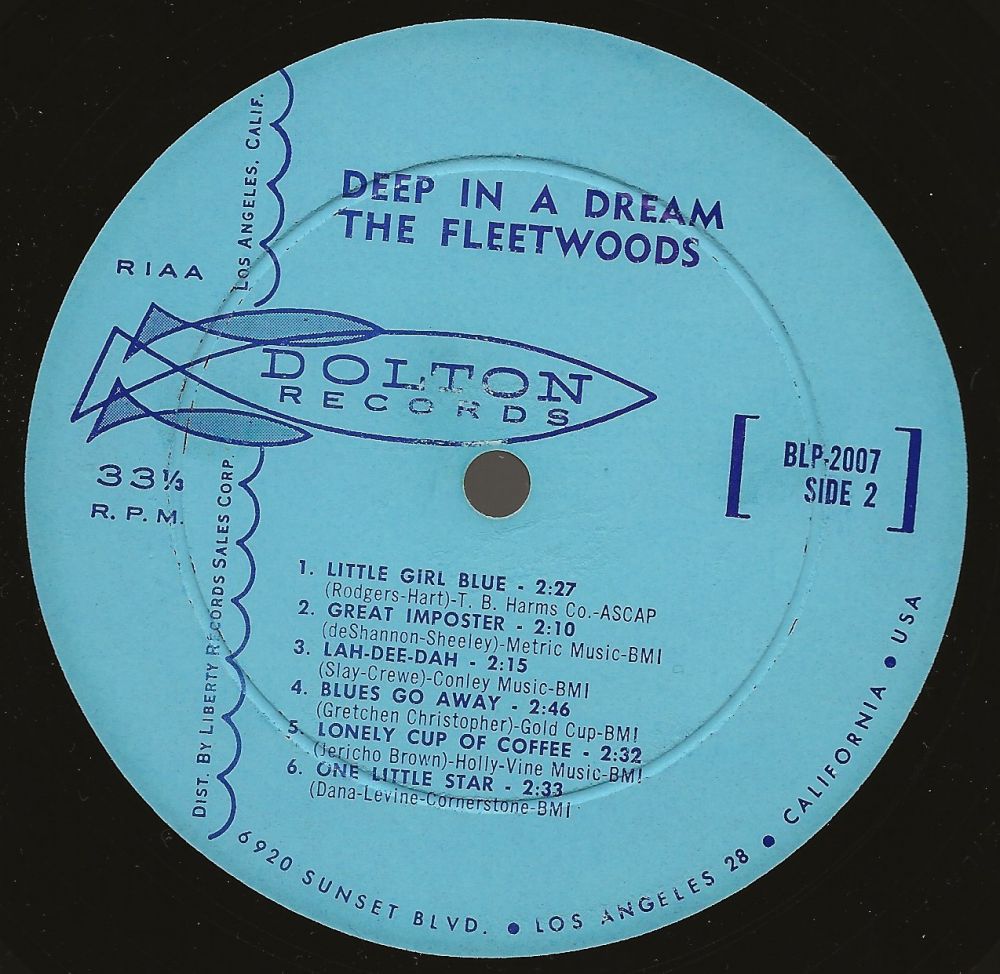 DEEP IN A DREAM
THE FLEETWOODS
LOS ANGELES, CALIF.
RIAA
DOLTON
RECORDS
33⅓
R. P. M.
BLP-2007
SIDE 2
DIST. BY LIBERTY RECORDS SALES CORP.
1. LITTLE GIRL BLUE - 2:27
(Rodgers-Hart)-T. B. Harms Co.-ASCAP
2. GREAT IMPOSTER - 2:10
(deShannon-Sheeley)-Metric Music-BMI
3. LAH-DEE-DAH - 2:15
(Slay-Crewe)-Conley Music-BMI
4. BLUES GO AWAY - 2:46
(Gretchen Christopher)-Gold Cup-BMI
5. LONELY CUP OF COFFEE - 2:32
(Jericho Brown)-Holly-Vine Music-BMI
6. ONE LITTLE STAR - 2:33
(Dana-Levine-Cornerstone-BMI
6920 SUNSET BLVD. • LOS ANGELES 28 • CALIFORNIA • USA